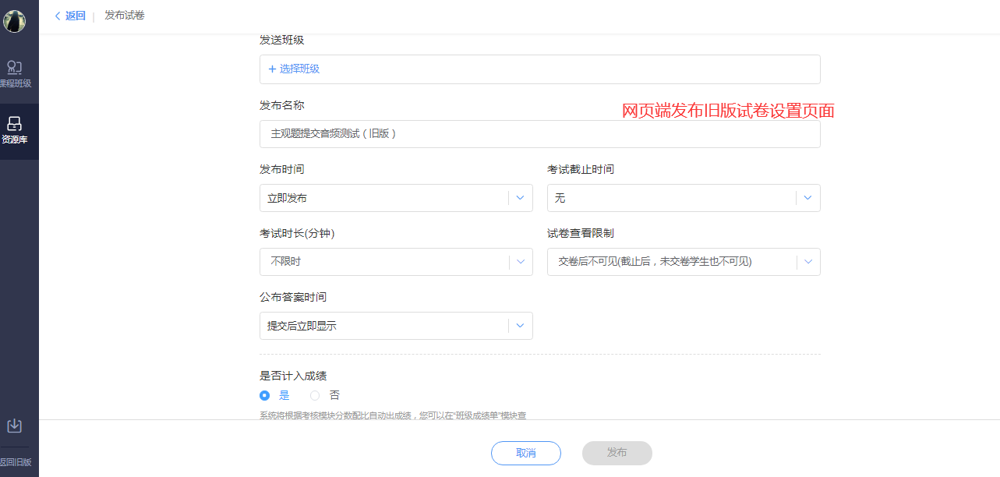 返回 | 发布试卷
发送班级
+ 选择班级
课程班级
发布名称
网页端发布旧版试卷设置页面
主观题提交音频测试（旧版）
资源库
发布时间 考试截止时间
立即发布 无
考试时长(分钟) 试卷查看限制
不限时 交卷后不可见(截止后，未交卷学生也不可见)
公布答案时间
提交后立即显示
是否计入成绩
是 否
系统将根据考核模块分数配比自动出成绩，您可以在“班级成绩单”模块查
取消 发布
返回旧版